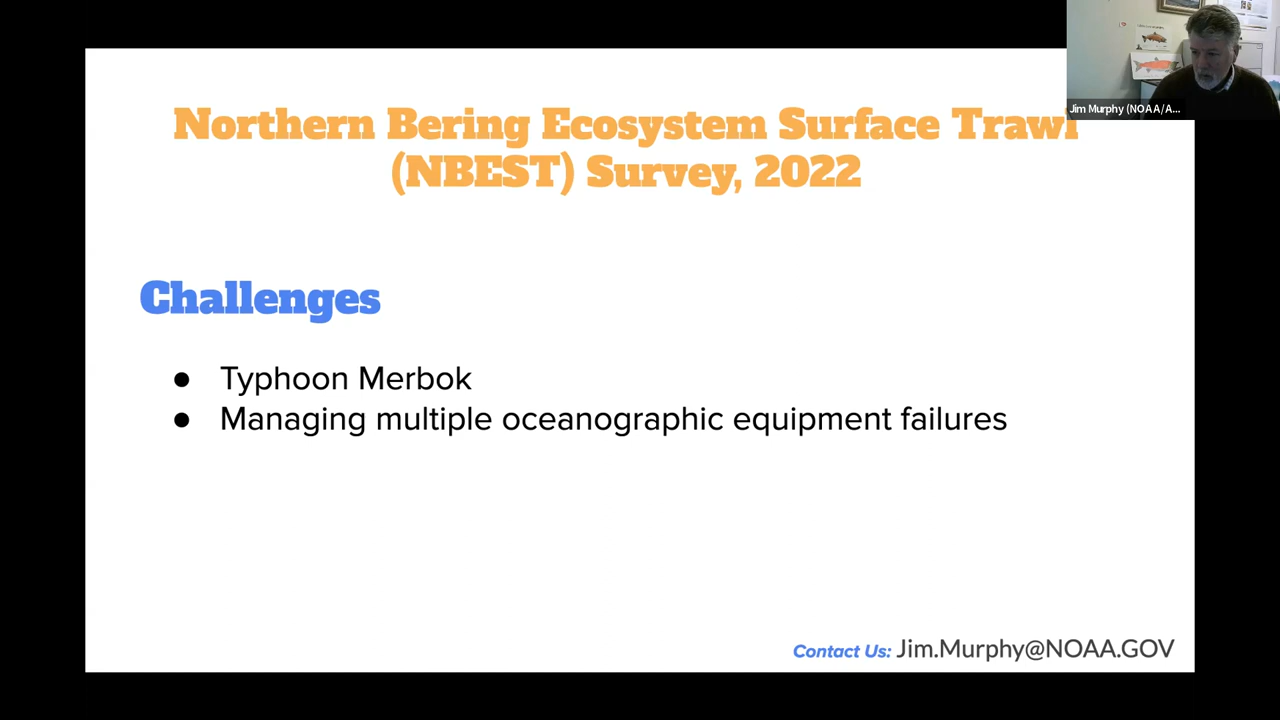 Northern Bering Ecosystem Surface Trawl
(NBEST) Survey, 2022
Jim Murphy (NOAA/A...
Challenges
● Typhoon Merbok
● Managing multiple oceanographic equipment failures
Contact Us: Jim.Murphy@NOAA.GOV